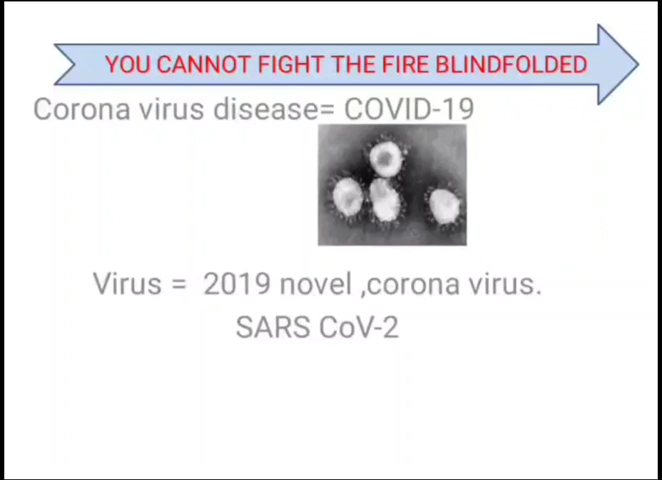 YOU CANNOT FIGHT THE FIRE BLINDFOLDED
Corona virus disease= COVID-19
Virus = 2019 novel ,corona virus.
SARS CoV-2